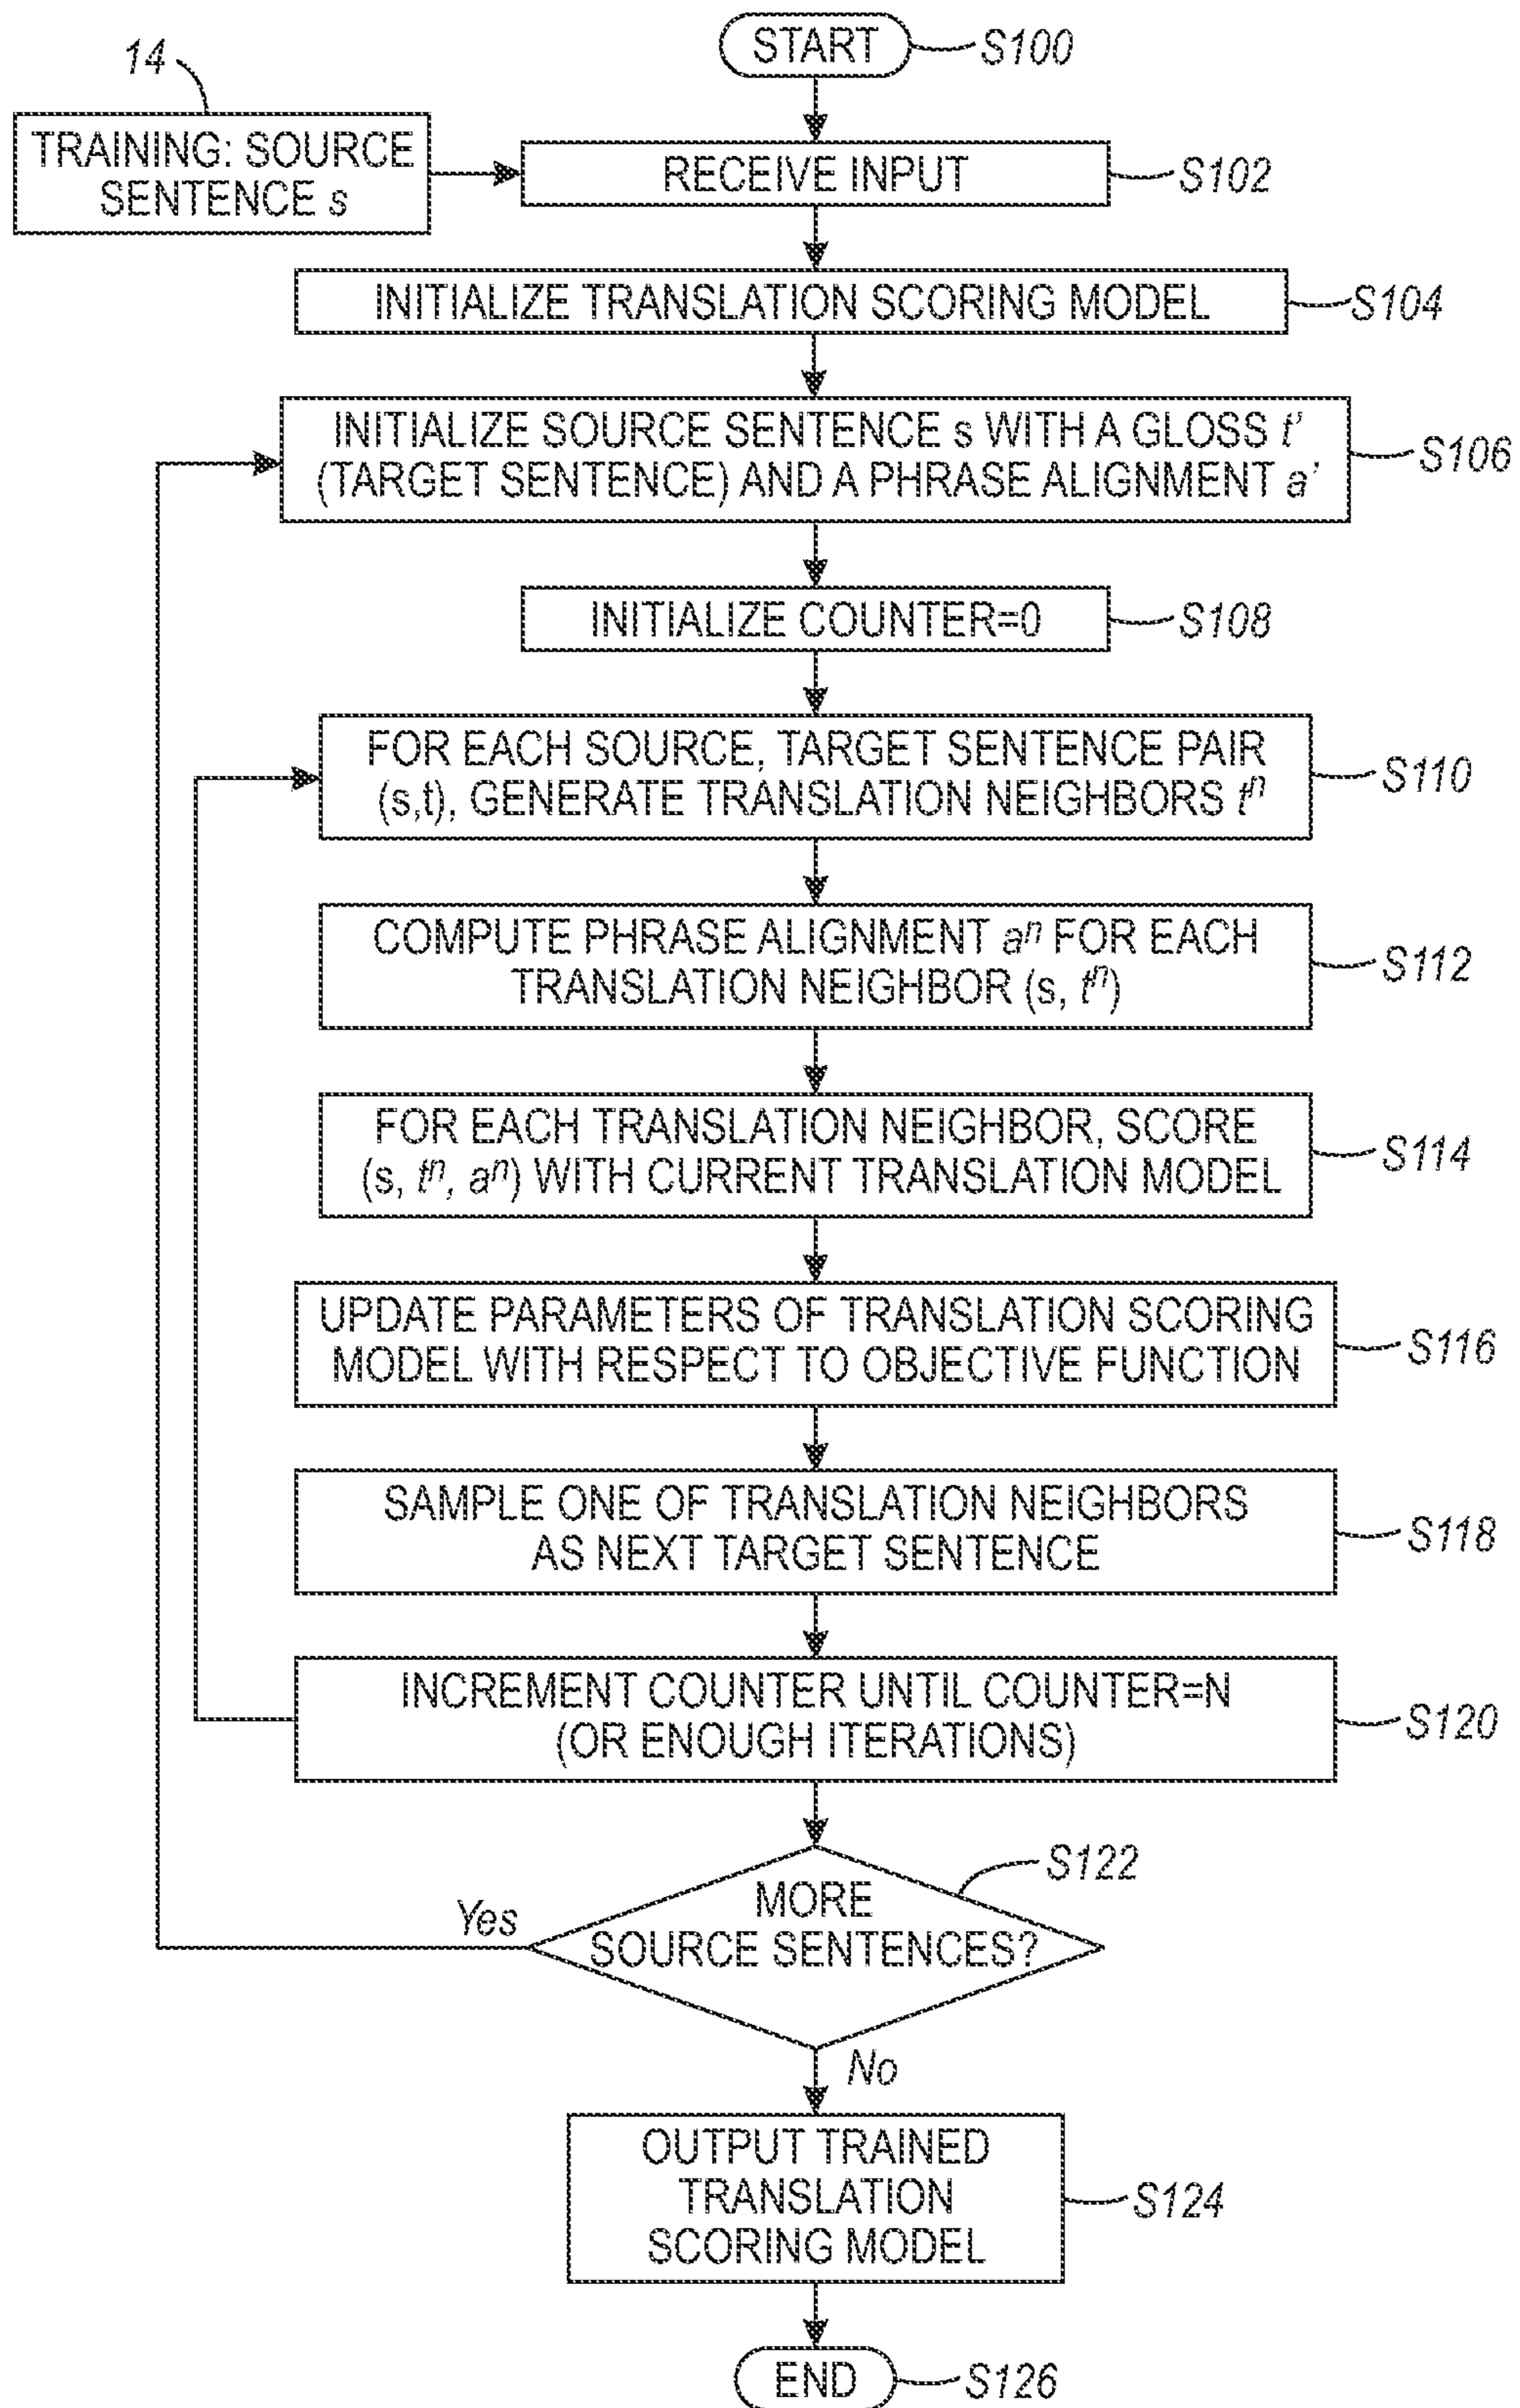 START
S100
14
TRAINING: SOURCE
SENTENCE s
RECEIVE INPUT
S102
INITIALIZE TRANSLATION SCORING MODEL
S104
INITIALIZE SOURCE SENTENCE s WITH A GLOSS t'
(TARGET SENTENCE) AND A PHRASE ALIGNMENT a'
S106
INITIALIZE COUNTER=0
S108
FOR EACH SOURCE, TARGET SENTENCE PAIR
(s,t), GENERATE TRANSLATION NEIGHBORS tⁿ
S110
COMPUTE PHRASE ALIGNMENT aⁿ FOR EACH
TRANSLATION NEIGHBOR (s, tⁿ)
S112
FOR EACH TRANSLATION NEIGHBOR, SCORE
(s, tⁿ, aⁿ) WITH CURRENT TRANSLATION MODEL
S114
UPDATE PARAMETERS OF TRANSLATION SCORING
MODEL WITH RESPECT TO OBJECTIVE FUNCTION
S116
SAMPLE ONE OF TRANSLATION NEIGHBORS
AS NEXT TARGET SENTENCE
S118
INCREMENT COUNTER UNTIL COUNTER=N
(OR ENOUGH ITERATIONS)
S120
S122
MORE
SOURCE SENTENCES?
Yes
No
OUTPUT TRAINED
TRANSLATION
SCORING MODEL
S124
END
S126